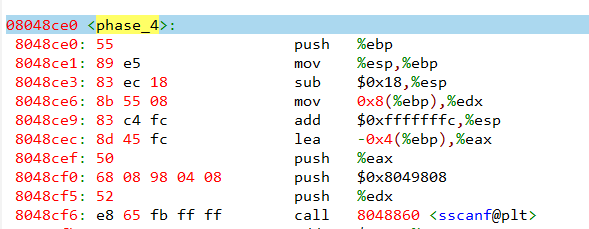 08048ce0 <phase_4>:
8048ce0: 55 push %ebp
8048ce1: 89 e5 mov %esp,%ebp
8048ce3: 83 ec 18 sub $0x18,%esp
8048ce6: 8b 55 08 mov 0x8(%ebp),%edx
8048ce9: 83 c4 fc add $0xfffffffc,%esp
8048cec: 8d 45 fc lea -0x4(%ebp),%eax
8048cef: 50 push %eax
8048cf0: 68 08 98 04 08 push $0x8049808
8048cf5: 52 push %edx
8048cf6: e8 65 fb ff ff call 8048860 <sscanf@plt>